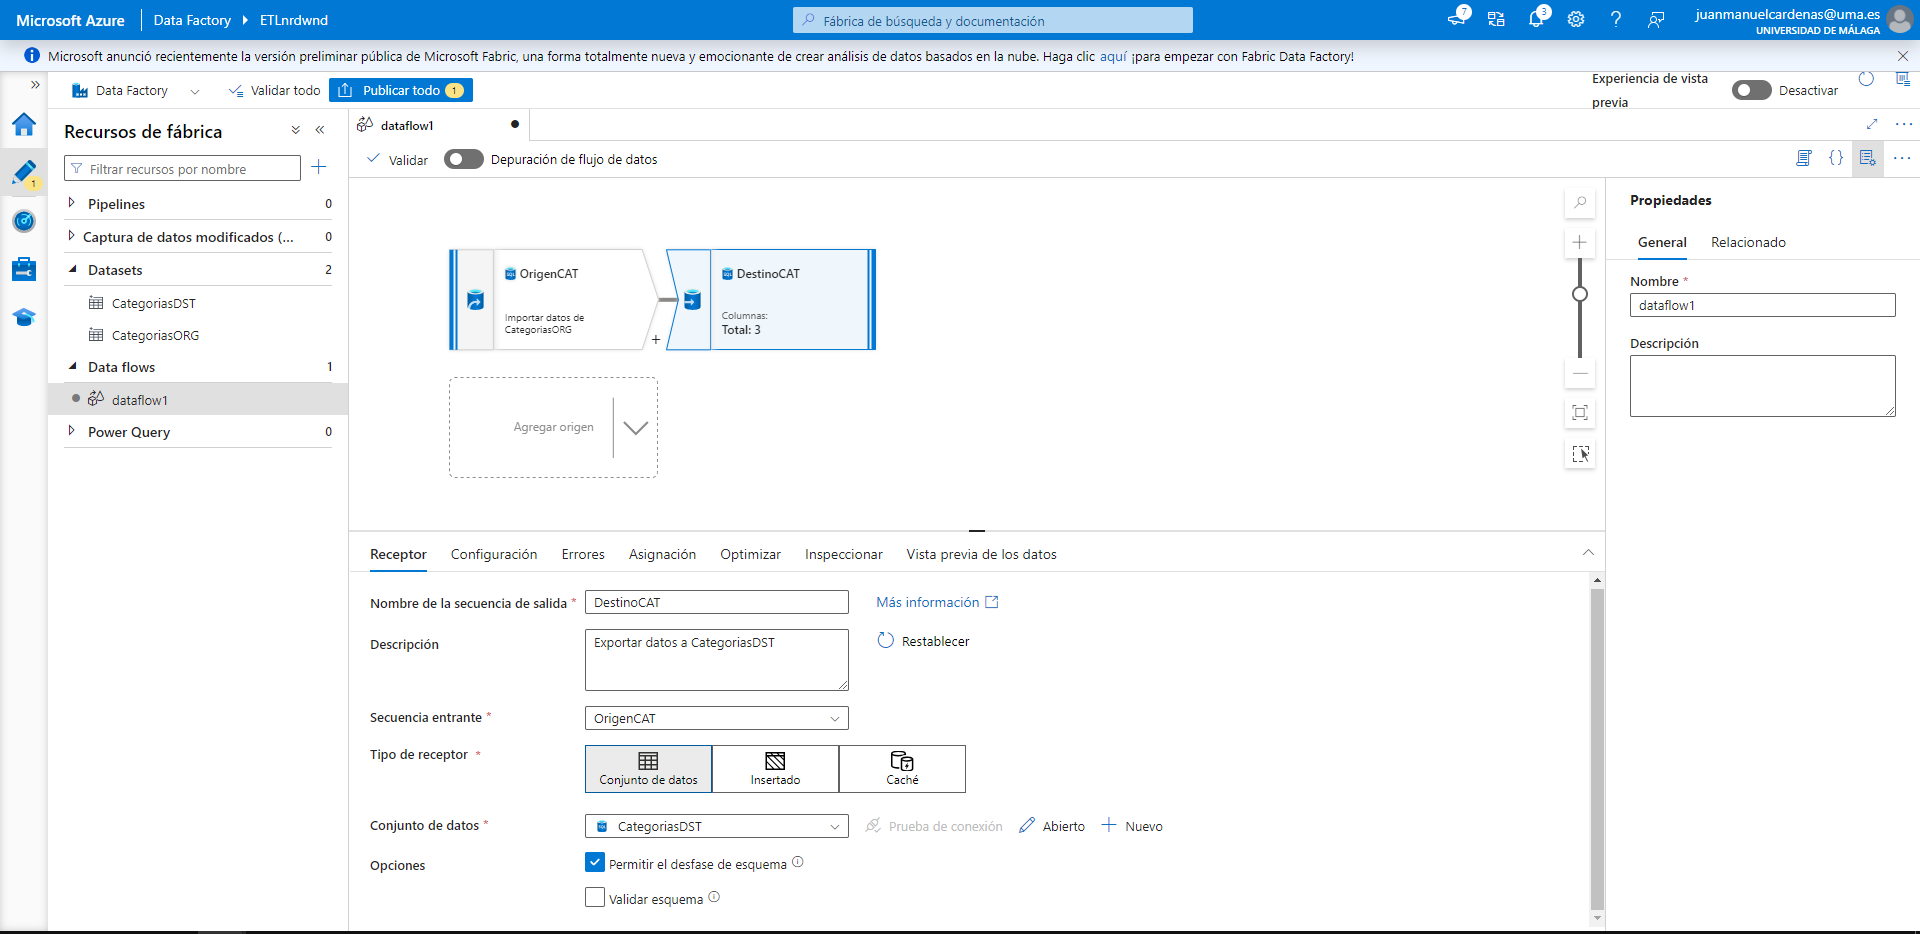 Microsoft Azure
Data Factory
ETLnrdwnd
Fábrica de búsqueda y documentación
7
3
juanmanuelcardenas@uma.es
UNIVERSIDAD DE MÁLAGA
Microsoft anunció recientemente la versión preliminar pública de Microsoft Fabric, una forma totalmente nueva y emocionante de crear análisis de datos basados en la nube. Haga clic aquí ¡para empezar con Fabric Data Factory!
Data Factory
Validar todo
Publicar todo 1
Experiencia de vista
previa
Desactivar
1
Recursos de fábrica
Filtrar recursos por nombre
Pipelines 0
Captura de datos modificados (... 0
Datasets 2
CategoriasDST
CategoriasORG
Data flows 1
dataflow1
Power Query 0
dataflow1
Validar
Depuración de flujo de datos
OrigenCAT
Importar datos de
CategoriasORG
+
DestinoCAT
Columnas:
Total: 3
Agregar origen
Propiedades
General Relacionado
Nombre *
dataflow1
Descripción
Receptor Configuración Errores Asignación Optimizar Inspeccionar Vista previa de los datos
Nombre de la secuencia de salida * DestinoCAT Más información
Descripción Exportar datos a CategoriasDST Restablecer
Secuencia entrante * OrigenCAT
Tipo de receptor * Conjunto de datos Insertado Caché
Conjunto de datos * CategoriasDST Prueba de conexión Abierto Nuevo
Opciones Permitir el desfase de esquema
Validar esquema